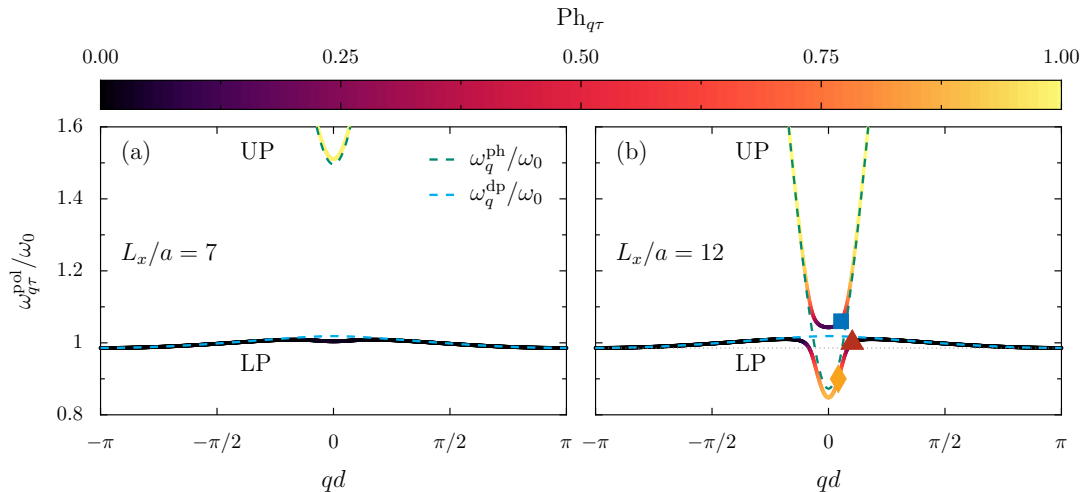 Ph_{qτ}
0.00 0.25 0.50 0.75 1.00
ω_{qτ}^{pol}/ω_0
1.6
1.4
1.2
1
0.8
(a)
UP
ω_q^{ph}/ω_0
ω_q^{dp}/ω_0
L_x/a = 7
LP
−π −π/2 0 π/2 π
qd
(b)
UP
L_x/a = 12
LP
−π −π/2 0 π/2 π
qd